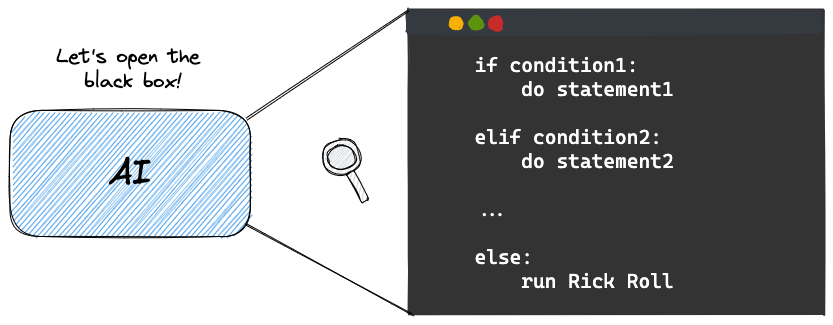 Let's open the
black box!
AI
if condition1:
    do statement1
elif condition2:
    do statement2
...
else:
    run Rick Roll